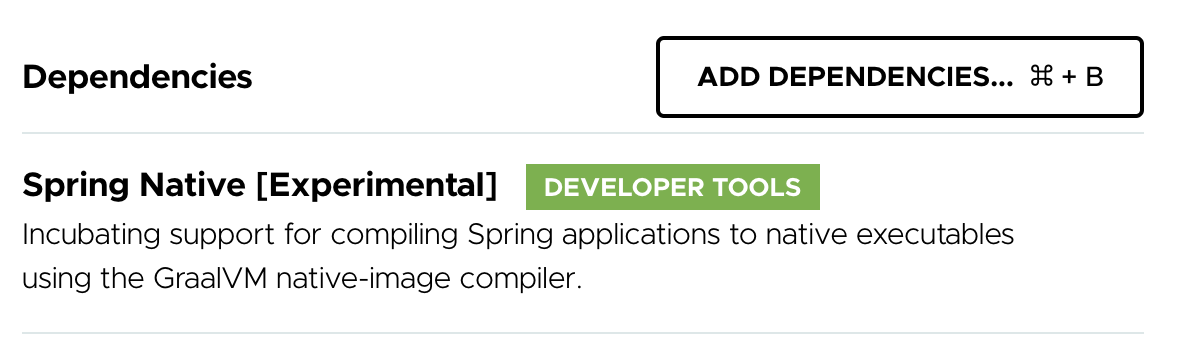 Dependencies
ADD DEPENDENCIES... ⌘ + B
Spring Native [Experimental] DEVELOPER TOOLS
Incubating support for compiling Spring applications to native executables
using the GraalVM native-image compiler.